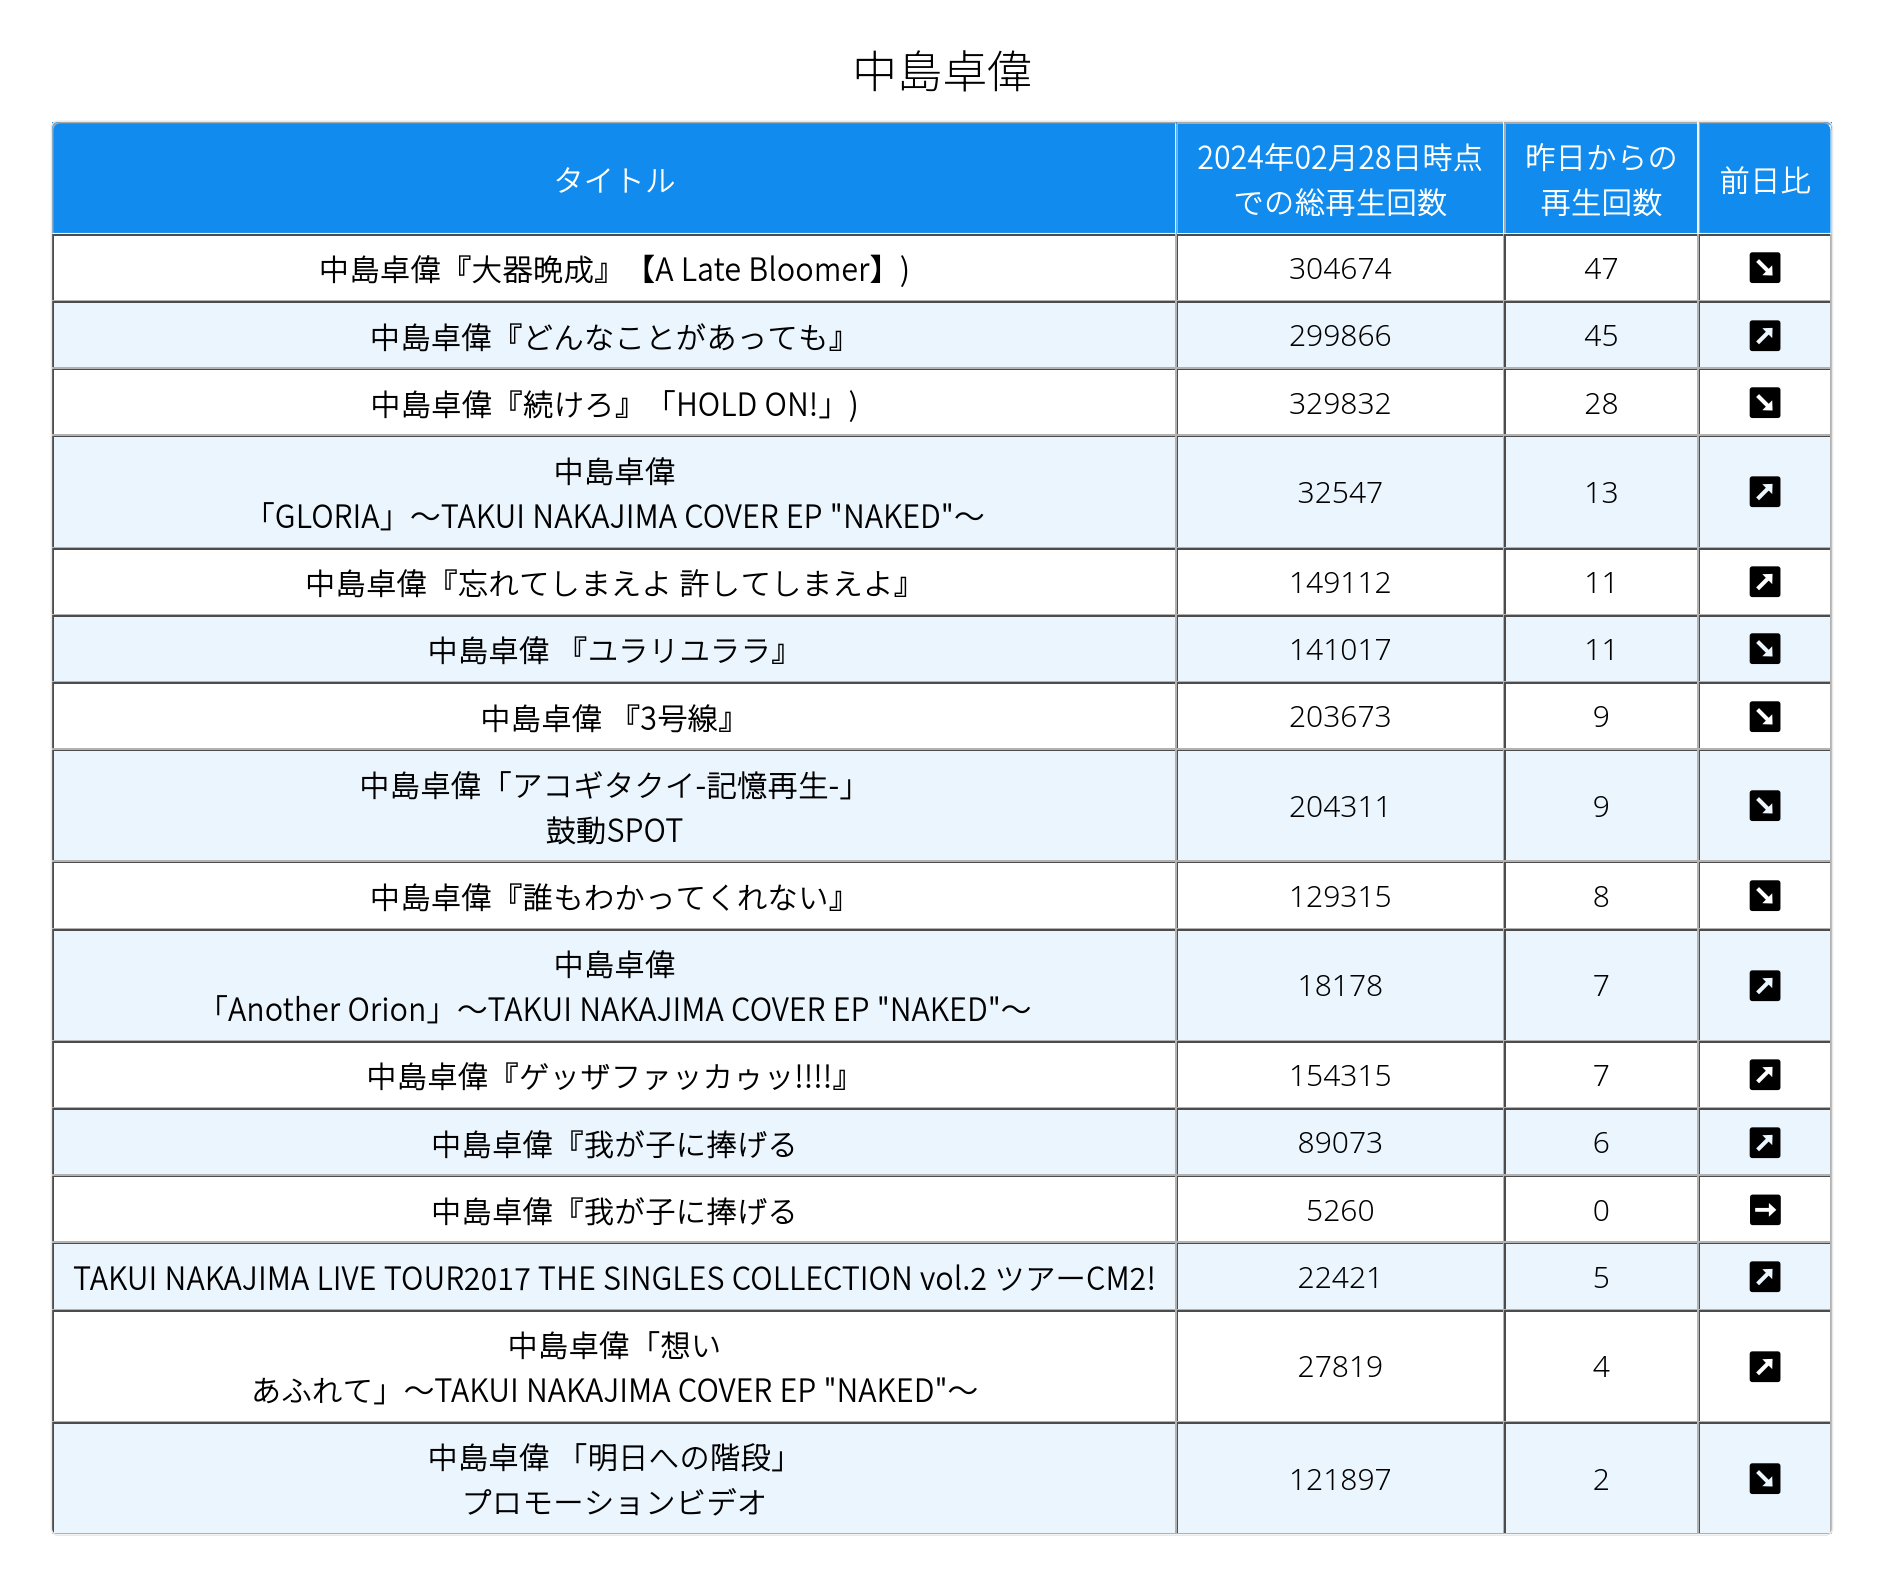 中島卓偉
タイトル
2024年02月28日時点
での総再生回数
昨日からの
再生回数
前日比
中島卓偉『大器晩成』【A Late Bloomer】)
304674
47
中島卓偉『どんなことがあっても』
299866
45
中島卓偉『続けろ』「HOLD ON!」)
329832
28
中島卓偉
「GLORIA」～TAKUI NAKAJIMA COVER EP "NAKED"～
32547
13
中島卓偉『忘れてしまえよ 許してしまえよ』
149112
11
中島卓偉 『ユラリユララ』
141017
11
中島卓偉 『3号線』
203673
9
中島卓偉「アコギタクイ-記憶再生-」
鼓動SPOT
204311
9
中島卓偉『誰もわかってくれない』
129315
8
中島卓偉
「Another Orion」～TAKUI NAKAJIMA COVER EP "NAKED"～
18178
7
中島卓偉『ゲッザファッカゥッ!!!!』
154315
7
中島卓偉『我が子に捧げる
89073
6
中島卓偉『我が子に捧げる
5260
0
TAKUI NAKAJIMA LIVE TOUR2017 THE SINGLES COLLECTION vol.2 ツアーCM2!
22421
5
中島卓偉「想い
あふれて」～TAKUI NAKAJIMA COVER EP "NAKED"～
27819
4
中島卓偉 「明日への階段」
プロモーションビデオ
121897
2